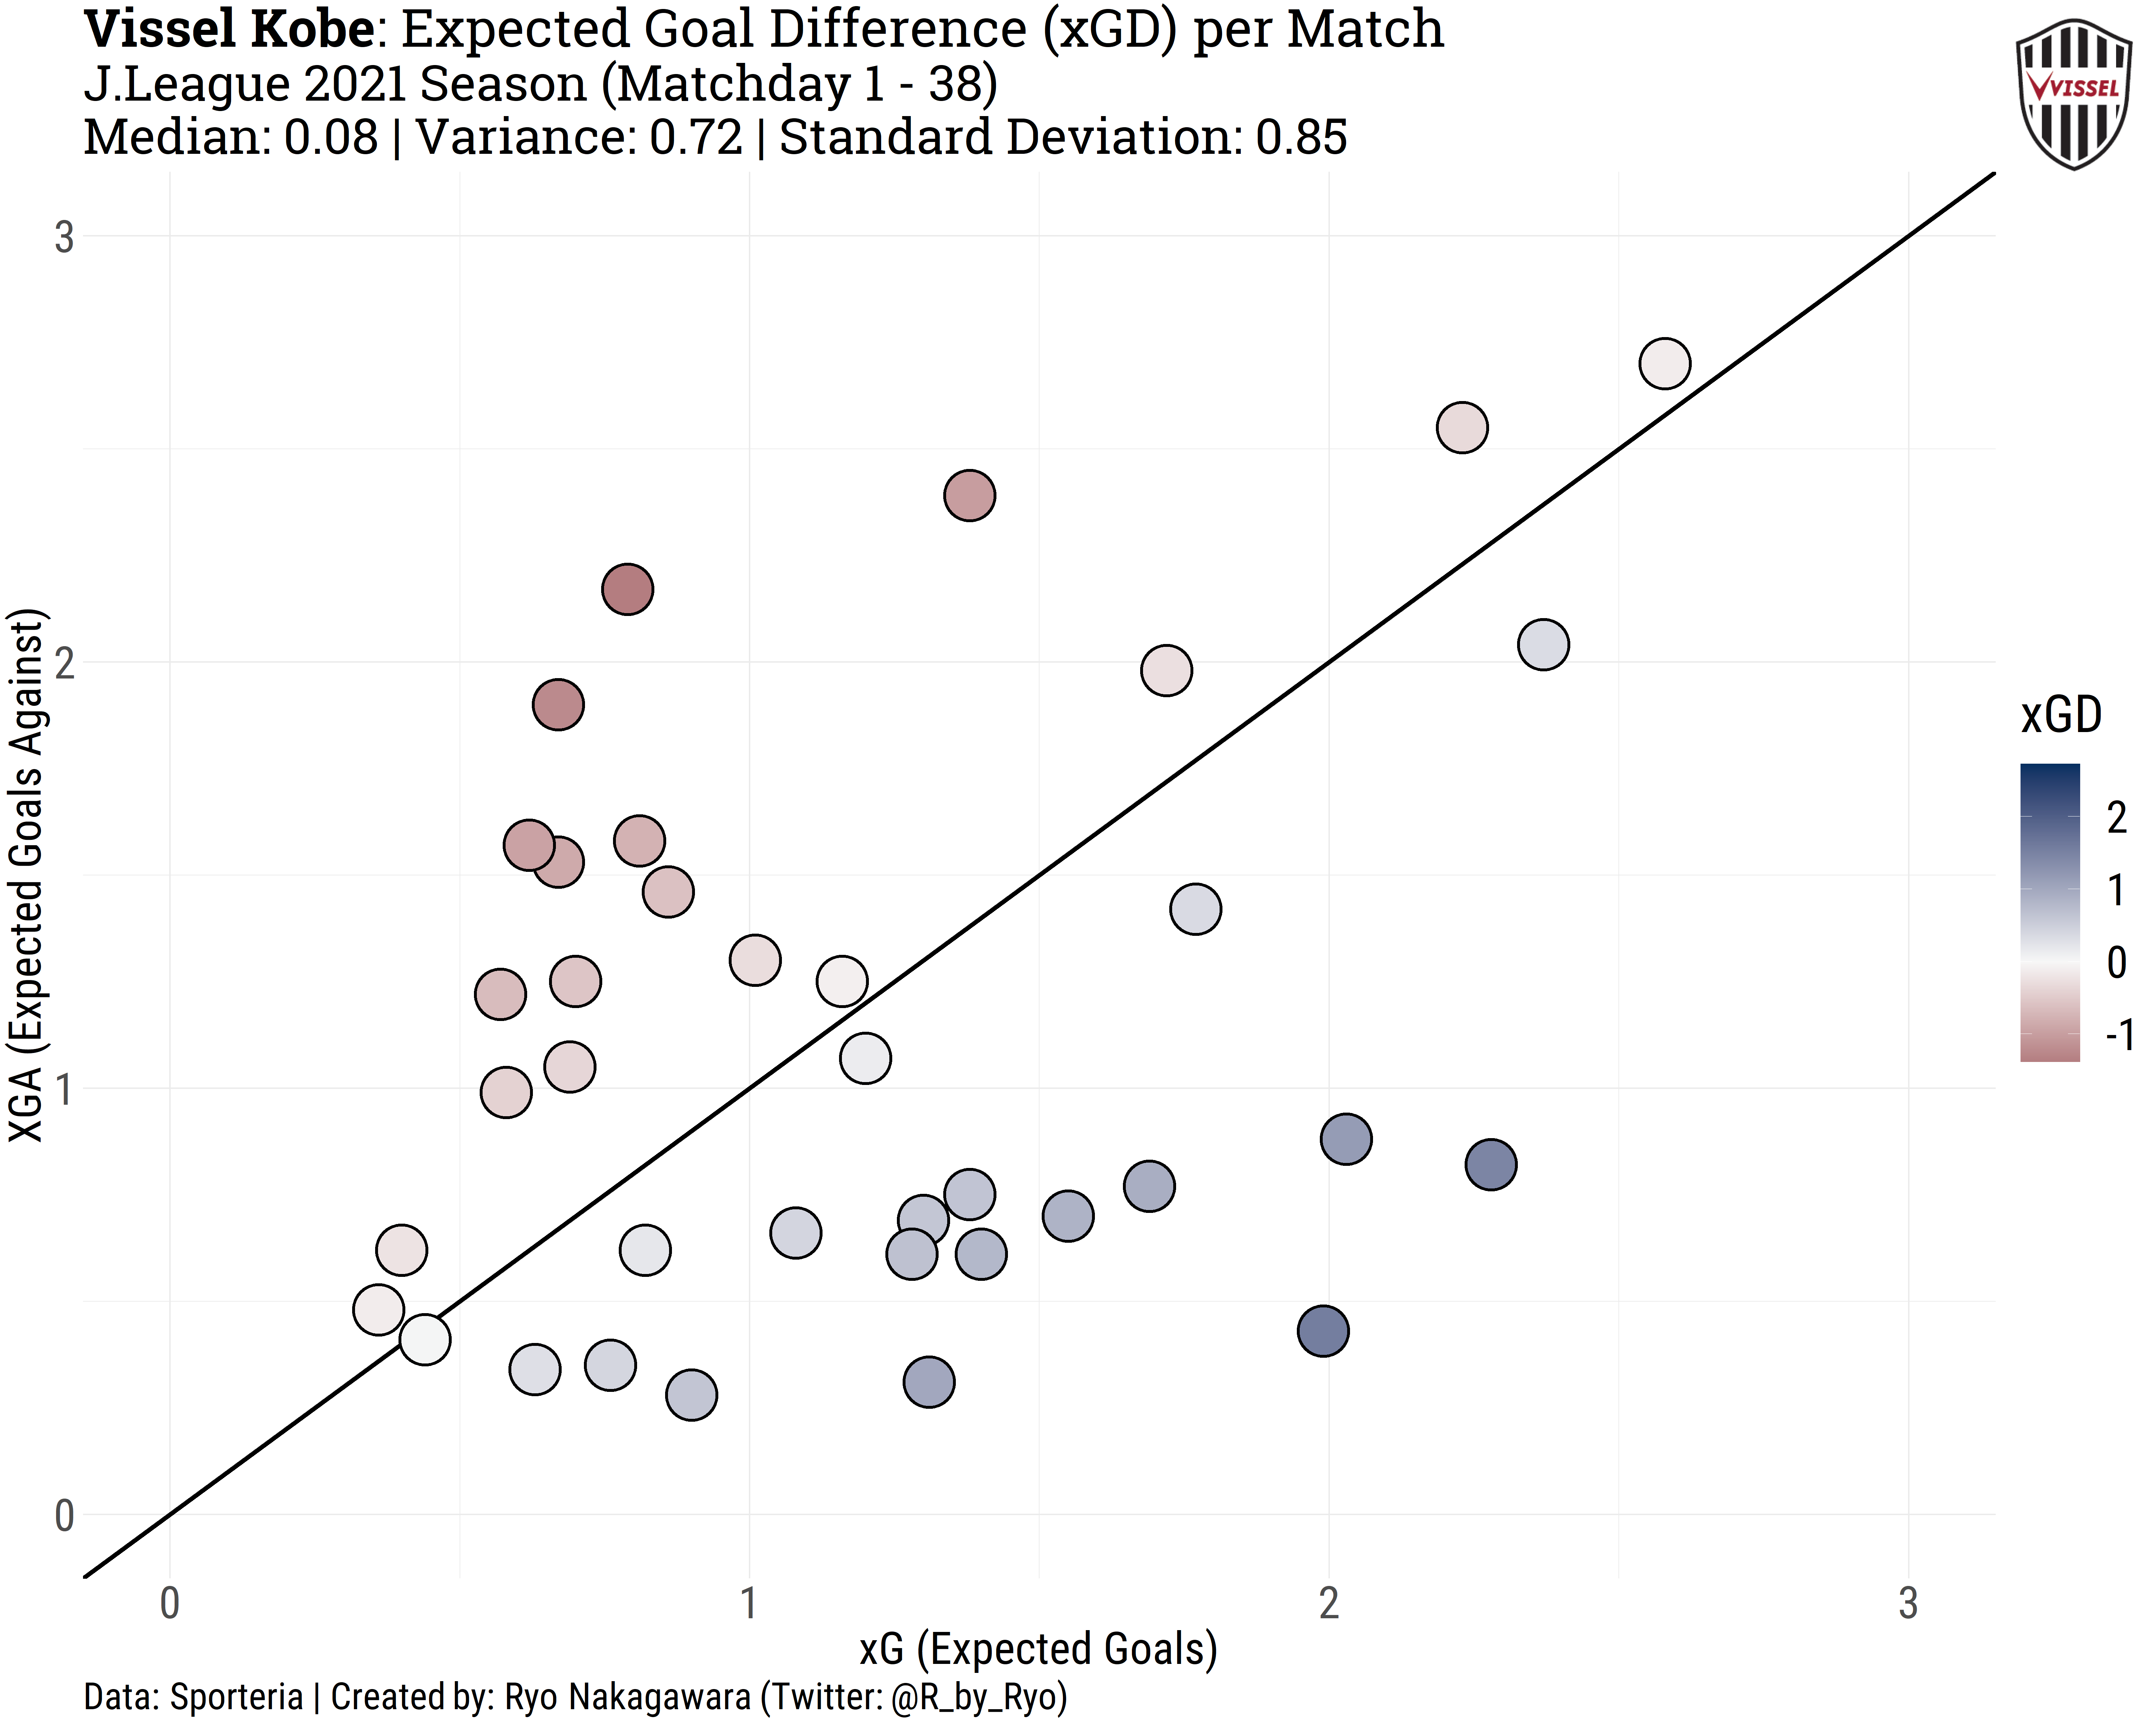 Vissel Kobe: Expected Goal Difference (xGD) per Match
J.League 2021 Season (Matchday 1 - 38)
Median: 0.08 | Variance: 0.72 | Standard Deviation: 0.85
VISSEL
3
2
1
0
XGA (Expected Goals Against)
xGD
2
1
0
-1
0
1
2
3
xG (Expected Goals)
Data: Sporteria | Created by: Ryo Nakagawara (Twitter: @R_by_Ryo)